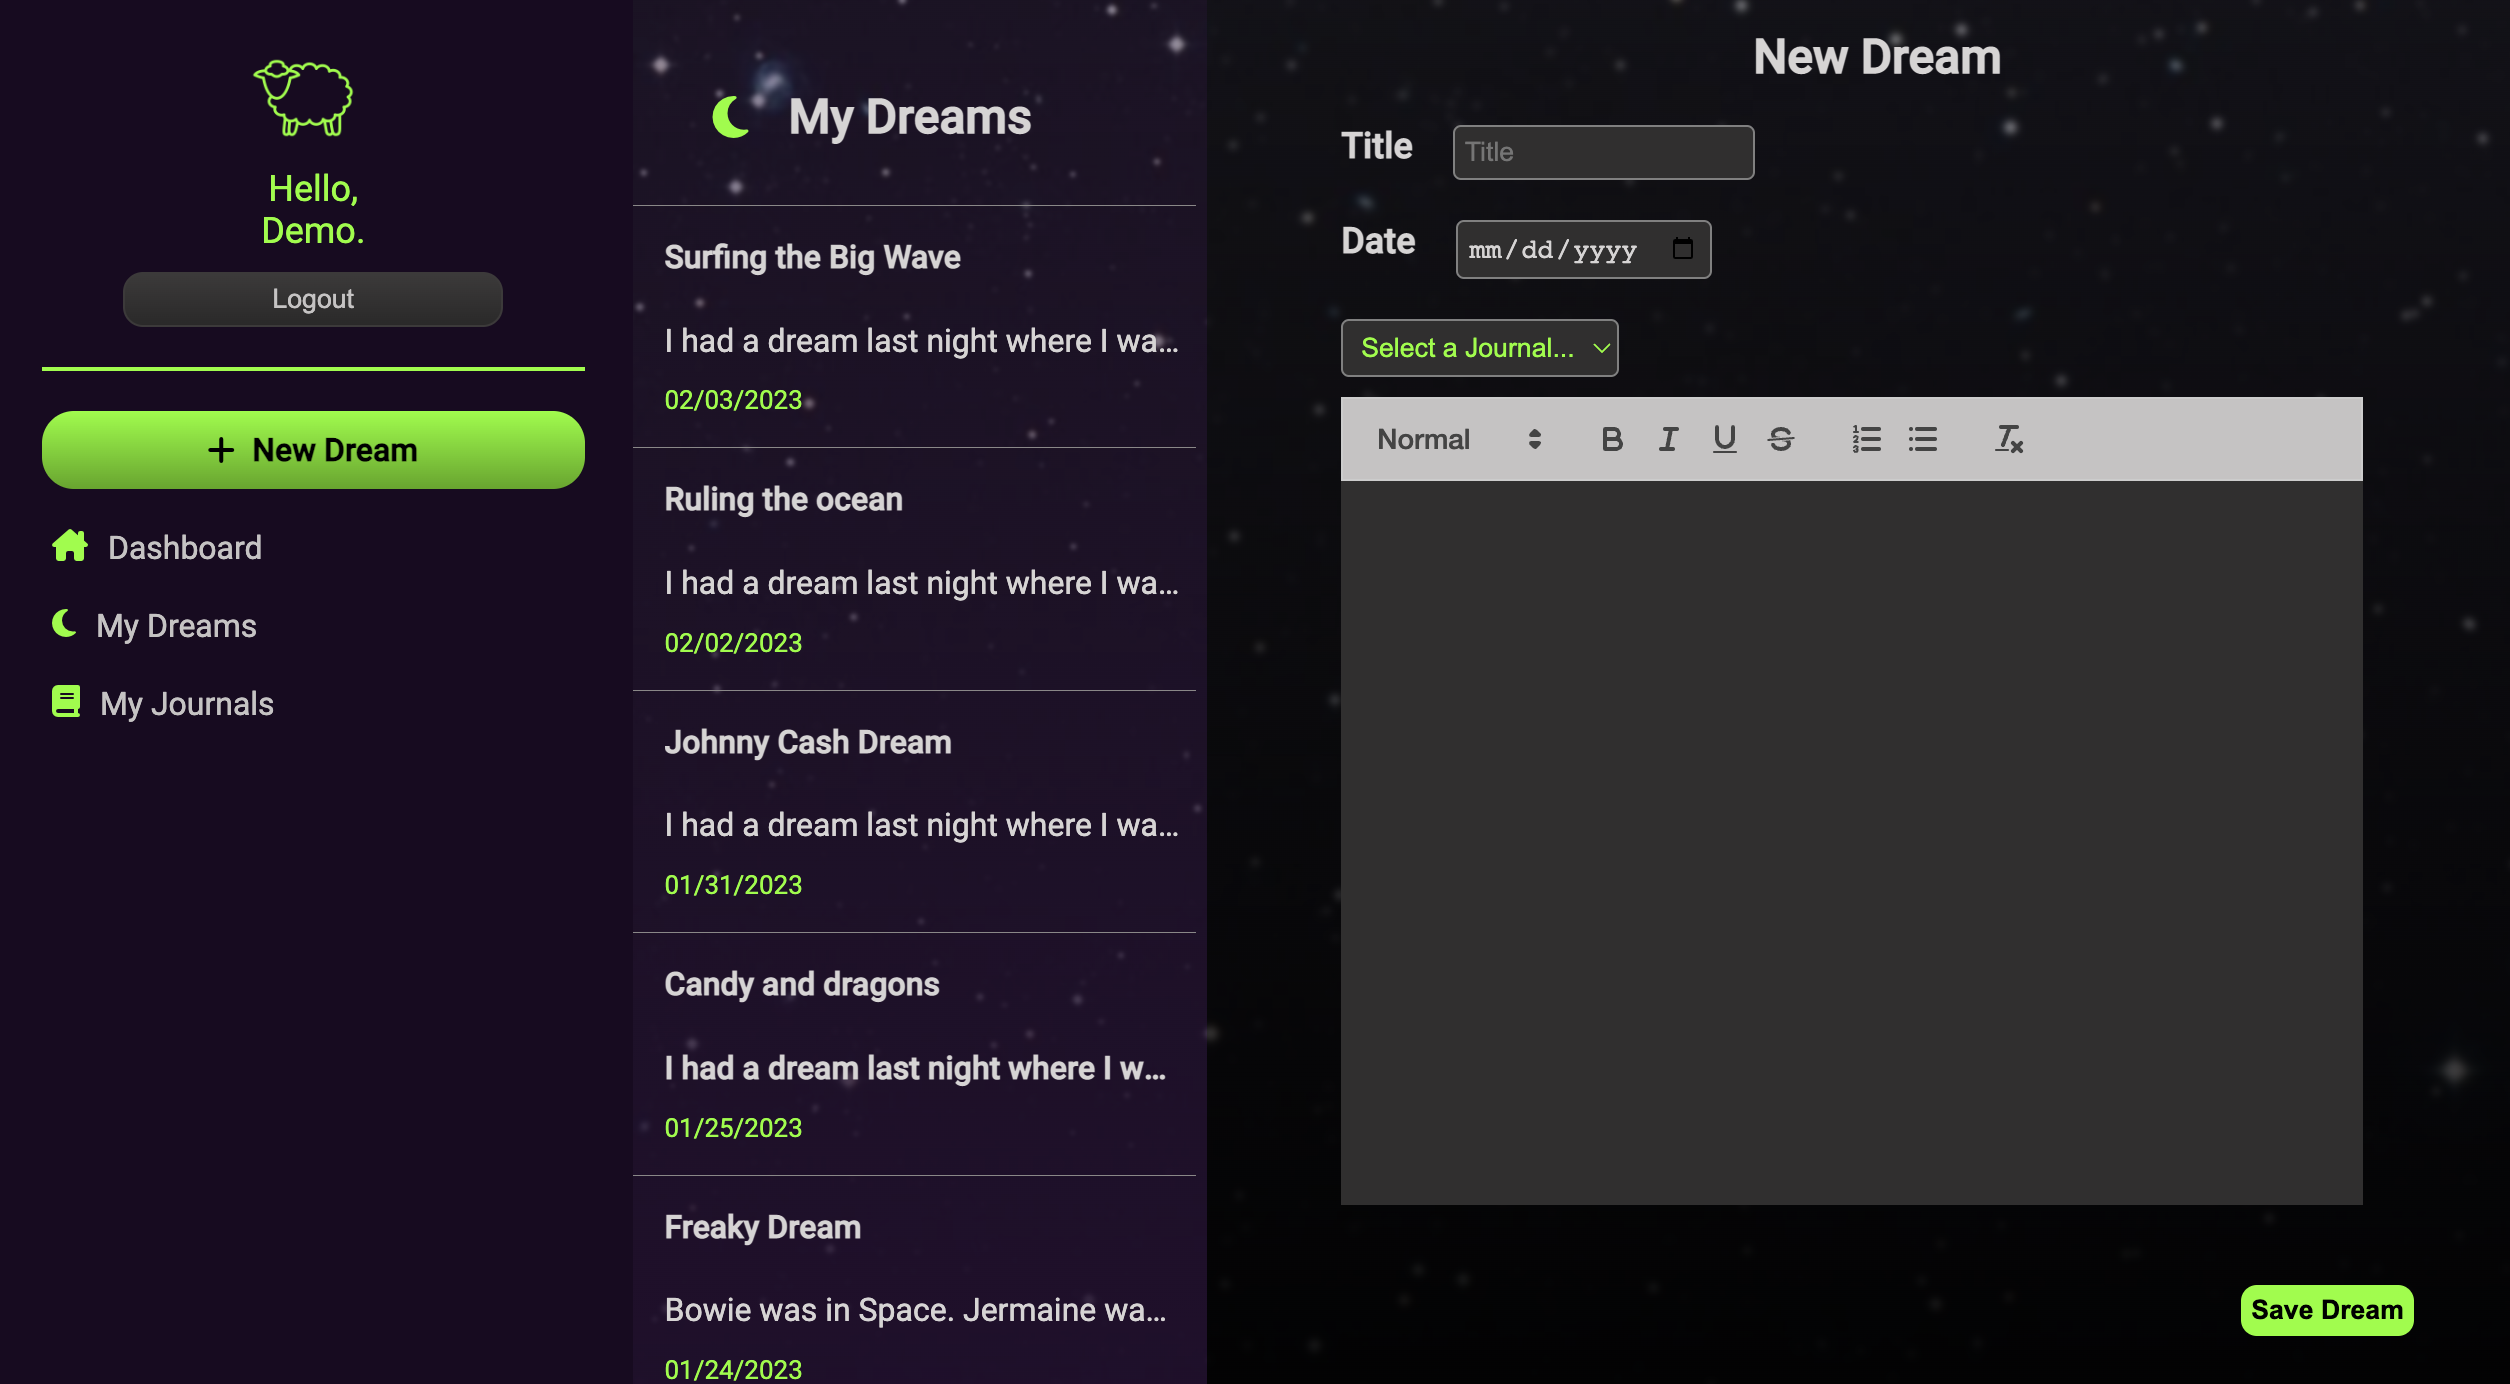 Hello,
Demo.
Logout
+ New Dream
Dashboard
My Dreams
My Journals
My Dreams
Surfing the Big Wave
I had a dream last night where I wa...
02/03/2023
Ruling the ocean
I had a dream last night where I wa...
02/02/2023
Johnny Cash Dream
I had a dream last night where I wa...
01/31/2023
Candy and dragons
I had a dream last night where I w...
01/25/2023
Freaky Dream
Bowie was in Space. Jermaine wa...
01/24/2023
New Dream
Title Title
Date mm/dd/yyyy
Select a Journal...
Normal B I U S
Save Dream